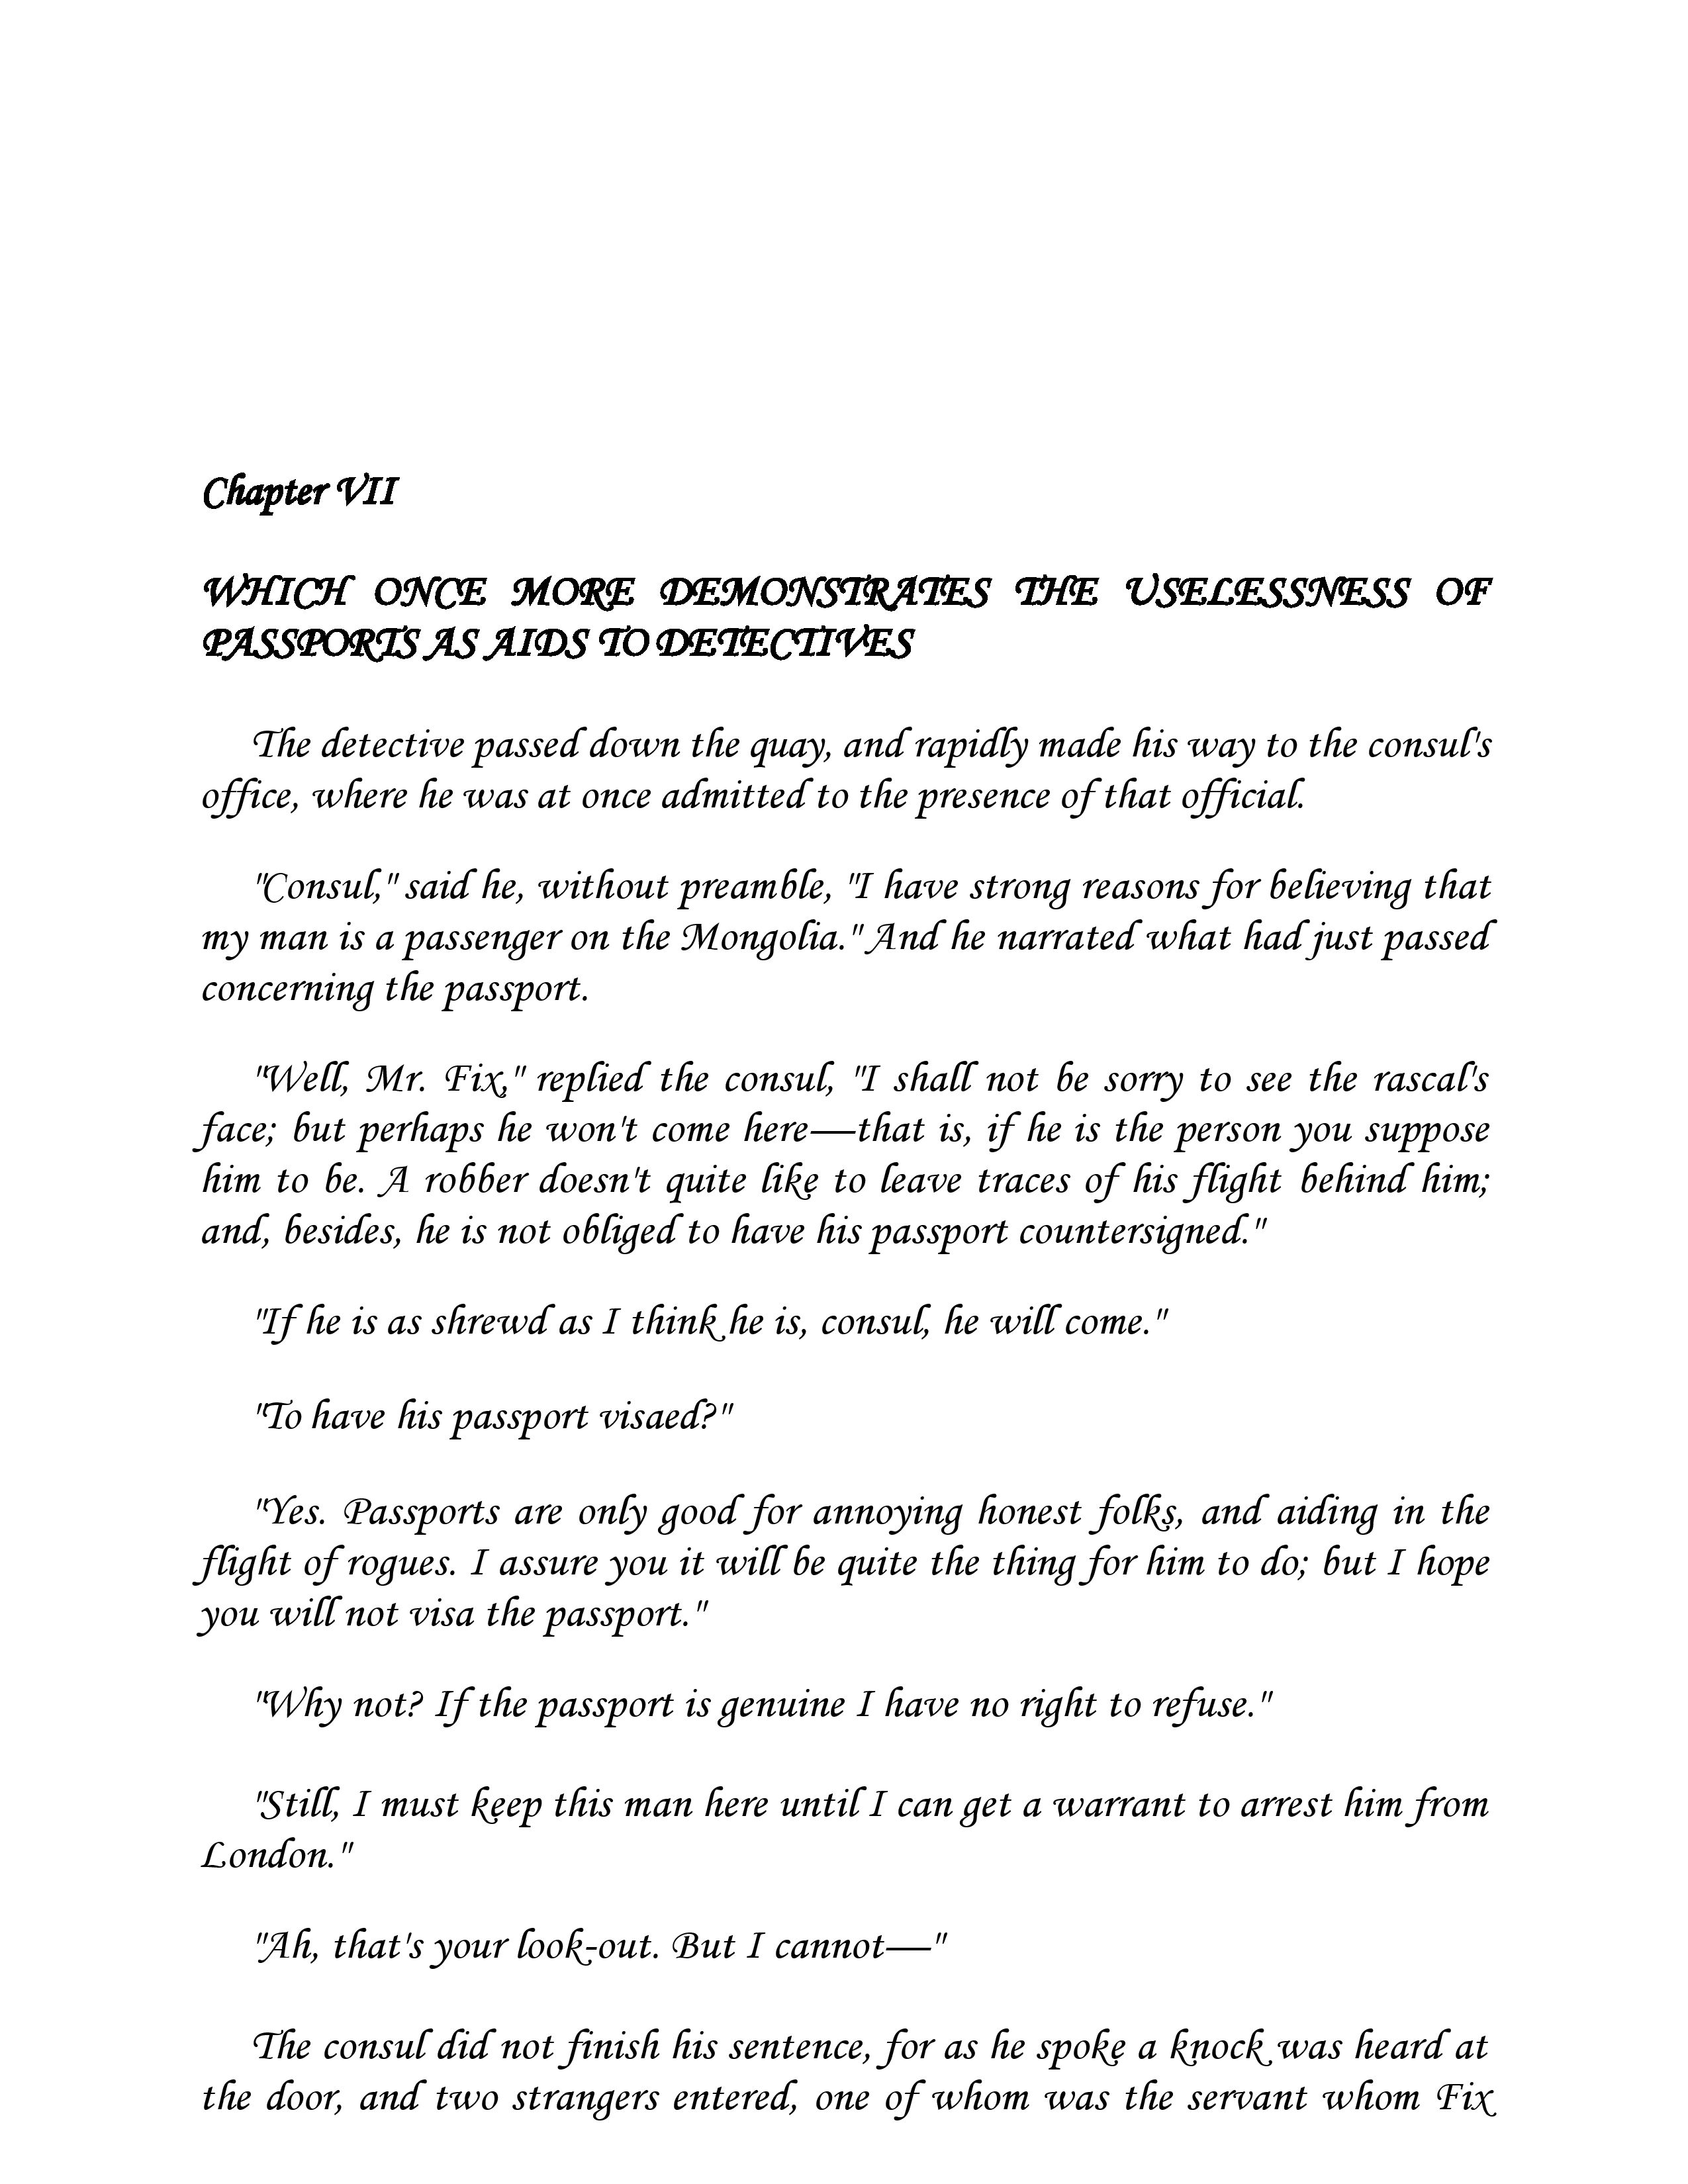 Chapter VII
WHICH ONCE MORE DEMONSTRATES THE USELESSNESS OF
PASSPORTS AS AIDS TO DETECTIVES
The detective passed down the quay, and rapidly made his way to the consul's
office, where he was at once admitted to the presence of that official.
"Consul," said he, without preamble, "I have strong reasons for believing that
my man is a passenger on the Mongolia." And he narrated what had just passed
concerning the passport.
"Well, Mr. Fix," replied the consul, "I shall not be sorry to see the rascal's
face; but perhaps he won't come here—that is, if he is the person you suppose
him to be. A robber doesn't quite like to leave traces of his flight behind him;
and, besides, he is not obliged to have his passport countersigned."
"If he is as shrewd as I think he is, consul, he will come."
"To have his passport visaed?"
"Yes. Passports are only good for annoying honest folks, and aiding in the
flight of rogues. I assure you it will be quite the thing for him to do; but I hope
you will not visa the passport."
"Why not? If the passport is genuine I have no right to refuse."
"Still, I must keep this man here until I can get a warrant to arrest him from
London."
"Ah, that's your look-out. But I cannot—"
The consul did not finish his sentence, for as he spoke a knock was heard at
the door, and two strangers entered, one of whom was the servant whom Fix